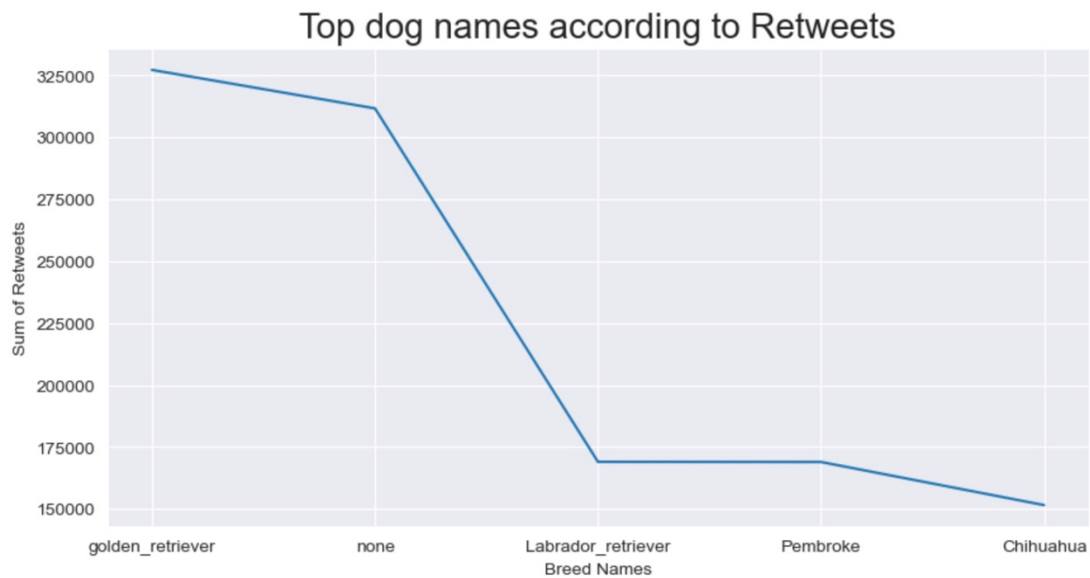 Top dog names according to Retweets
325000
300000
275000
250000
225000
200000
175000
150000
Sum of Retweets
golden_retriever none Labrador_retriever Pembroke Chihuahua
Breed Names